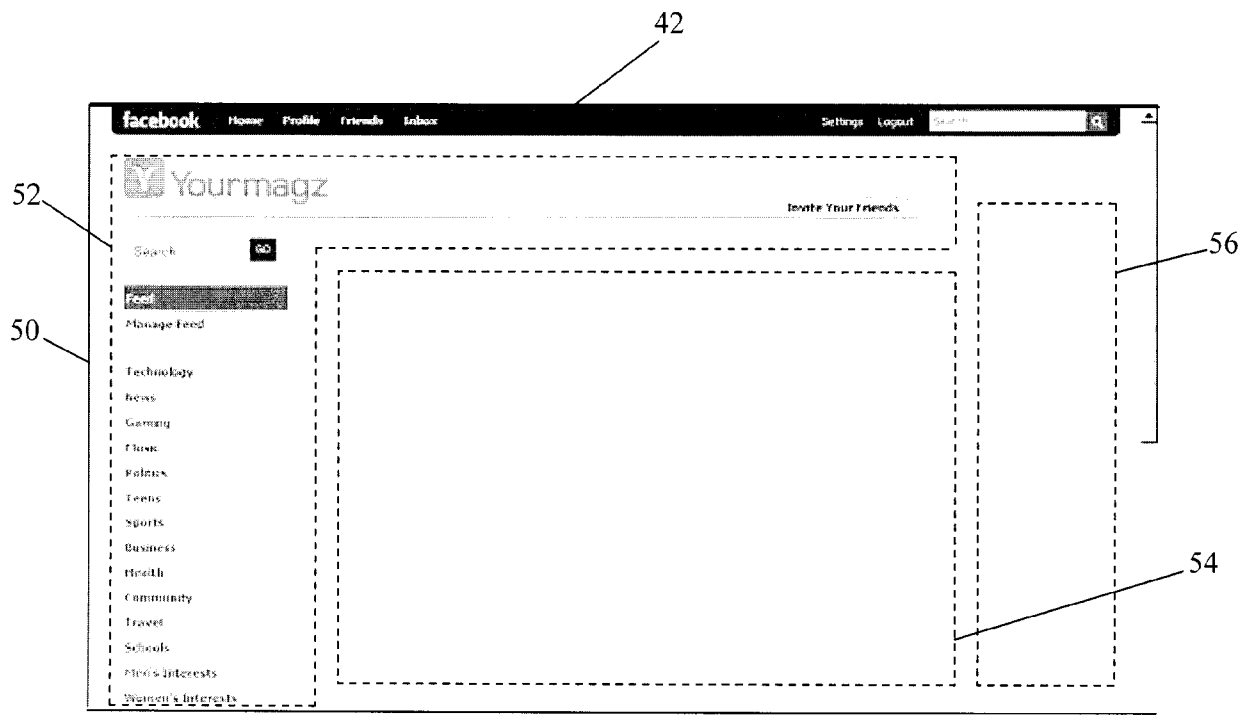 42
facebook Home Profile Friends Inbox Settings Logout Search
Yourmagz
52
Invite Your Friends
Search GO
56
Feed
Manage Feed
50
Technology
News
Gaming
Music
Politics
Teens
Sports
Business
Health
54
Community
Travel
Schools
Men's Interests
Women's Interests